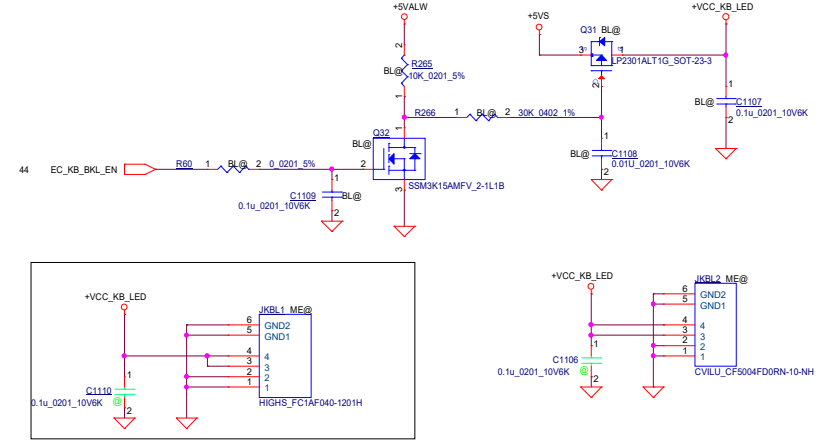 +5VALW
+5VS
+VCC_KB_LED
Q31 BL@
2
3
1
BL@
R265
10K_0201_5%
LP2301ALT1G_SOT-23-3
1
2
R266 1 BL@ 2 30K_0402_1%
1
BL@
C1107
0.1u_0201_10V6K
2
Q32
1
BL@
1
BL@
C1108
0.01U_0201_10V6K
2
44 EC_KB_BKL_EN
R60 1 BL@ 2 0_0201_5%
2
SSM3K15AMFV_2-1L1B
3
1
C1109
BL@
0.1u_0201_10V6K
2
+VCC_KB_LED
JKBL1 ME@
6 GND2
5 GND1
4 4
3 3
2 2
1 1
HIGHS_FC1AF040-1201H
1
C1110
@
0.1u_0201_10V6K
2
+VCC_KB_LED
JKBL2 ME@
6 GND2
5 GND1
4 4
3 3
2 2
1 1
CVILU_CF5004FD0RN-10-NH
1
C1106
0.1u_0201_10V6K
@
2